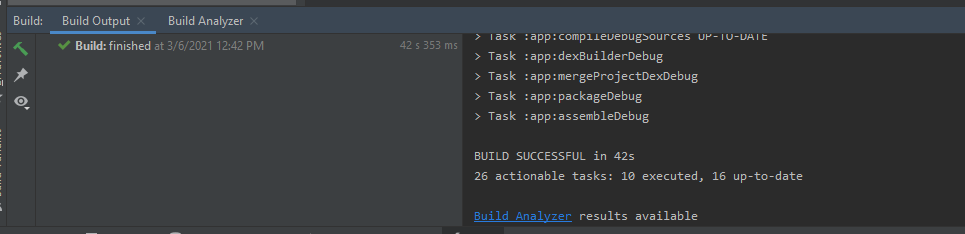 Build: Build Output × Build Analyzer ×
Build: finished at 3/6/2021 12:42 PM 42 s 353 ms
> Task :app:compileDebugSources UP-TO-DATE
> Task :app:dexBuilderDebug
> Task :app:mergeProjectDexDebug
> Task :app:packageDebug
> Task :app:assembleDebug
BUILD SUCCESSFUL in 42s
26 actionable tasks: 10 executed, 16 up-to-date
Build Analyzer results available